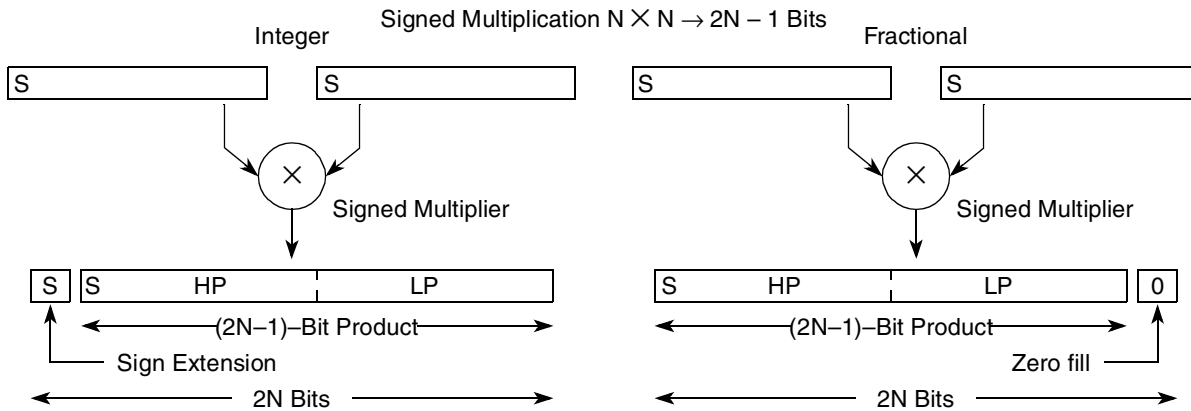 Signed Multiplication N × N → 2N – 1 Bits
Integer
Fractional
S
S
S
S
×
×
Signed Multiplier
Signed Multiplier
S
S HP LP
S HP LP
0
(2N–1)–Bit Product
(2N–1)–Bit Product
Sign Extension
Zero fill
2N Bits
2N Bits